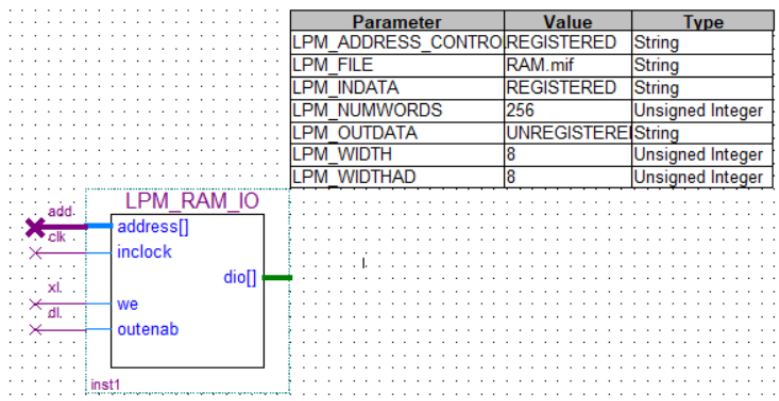 Parameter Value Type
LPM_ADDRESS_CONTRO REGISTERED String
LPM_FILE RAM.mif String
LPM_INDATA REGISTERED String
LPM_NUMWORDS 256 Unsigned Integer
LPM_OUTDATA UNREGISTERE String
LPM_WIDTH 8 Unsigned Integer
LPM_WIDTHAD 8 Unsigned Integer
LPM_RAM_IO
add.
address[]
clk
inclock
dio[]
xl.
we
dl.
outenab
inst1